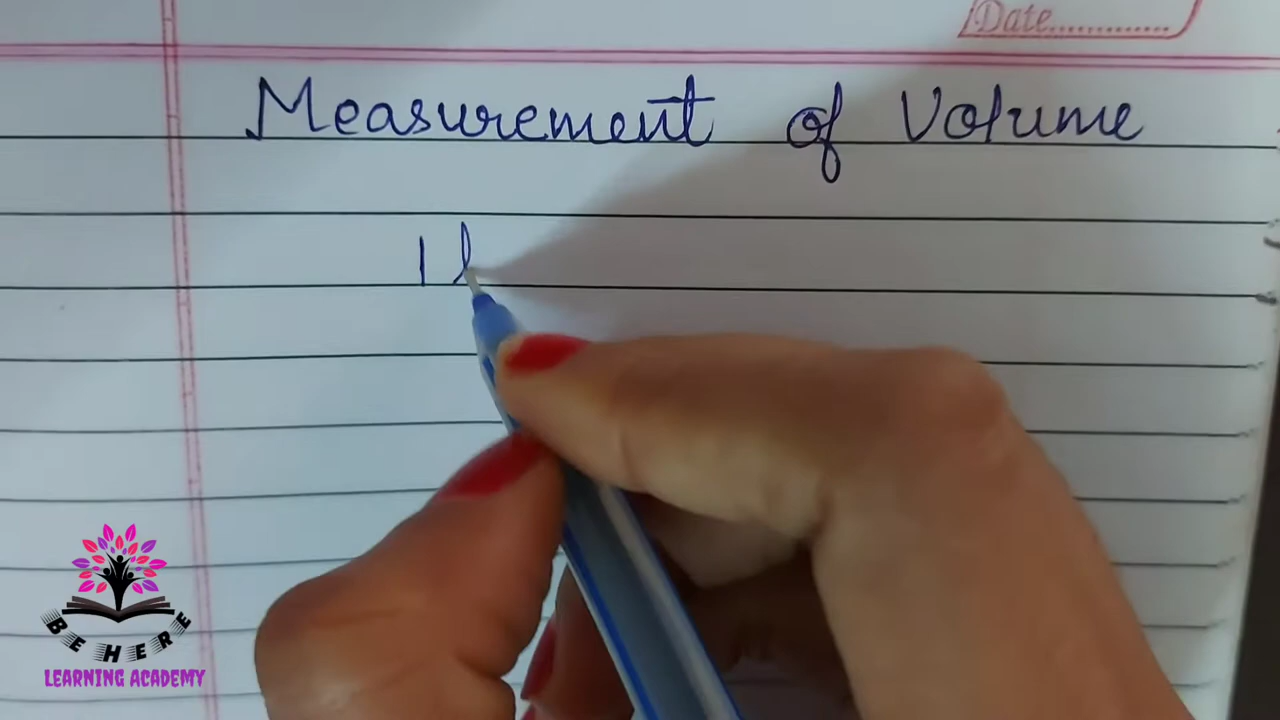 Date..................
Measurement of Volume
1 l
BE HERE
LEARNING ACADEMY